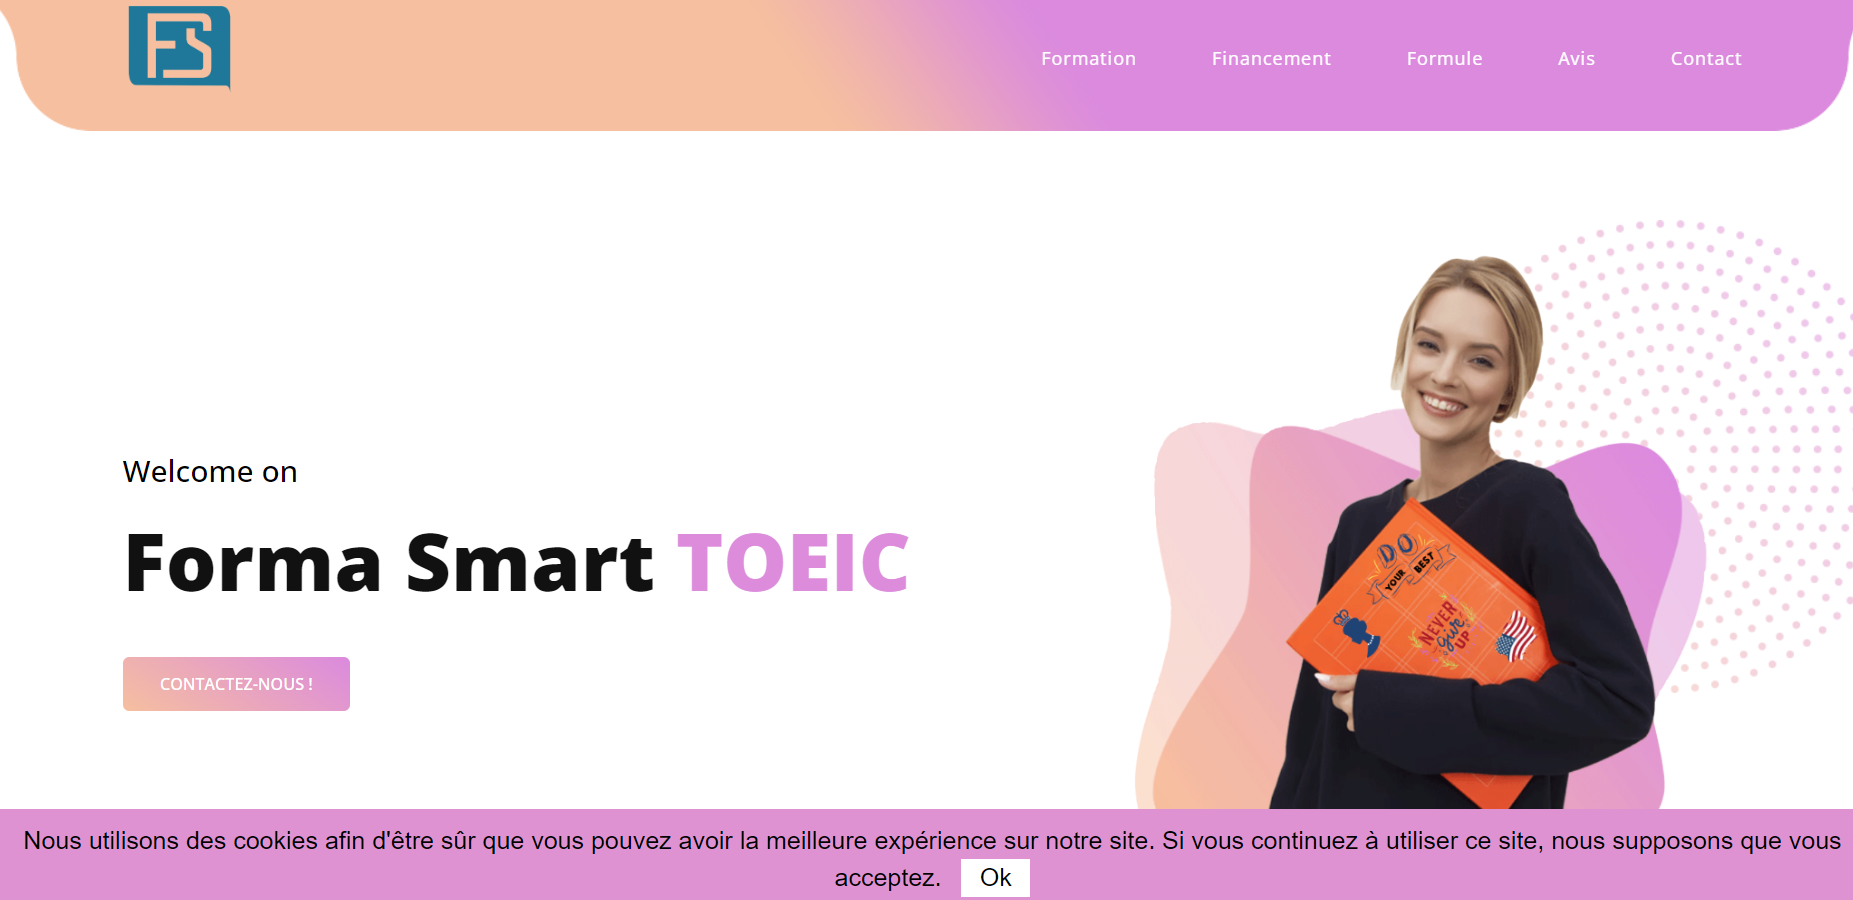 FS
Formation Financement Formule Avis Contact
Welcome on
Forma Smart TOEIC
CONTACTEZ-NOUS !
DO
YOUR BEST
NEVER
give
UP
Nous utilisons des cookies afin d'être sûr que vous pouvez avoir la meilleure expérience sur notre site. Si vous continuez à utiliser ce site, nous supposons que vous
acceptez. Ok